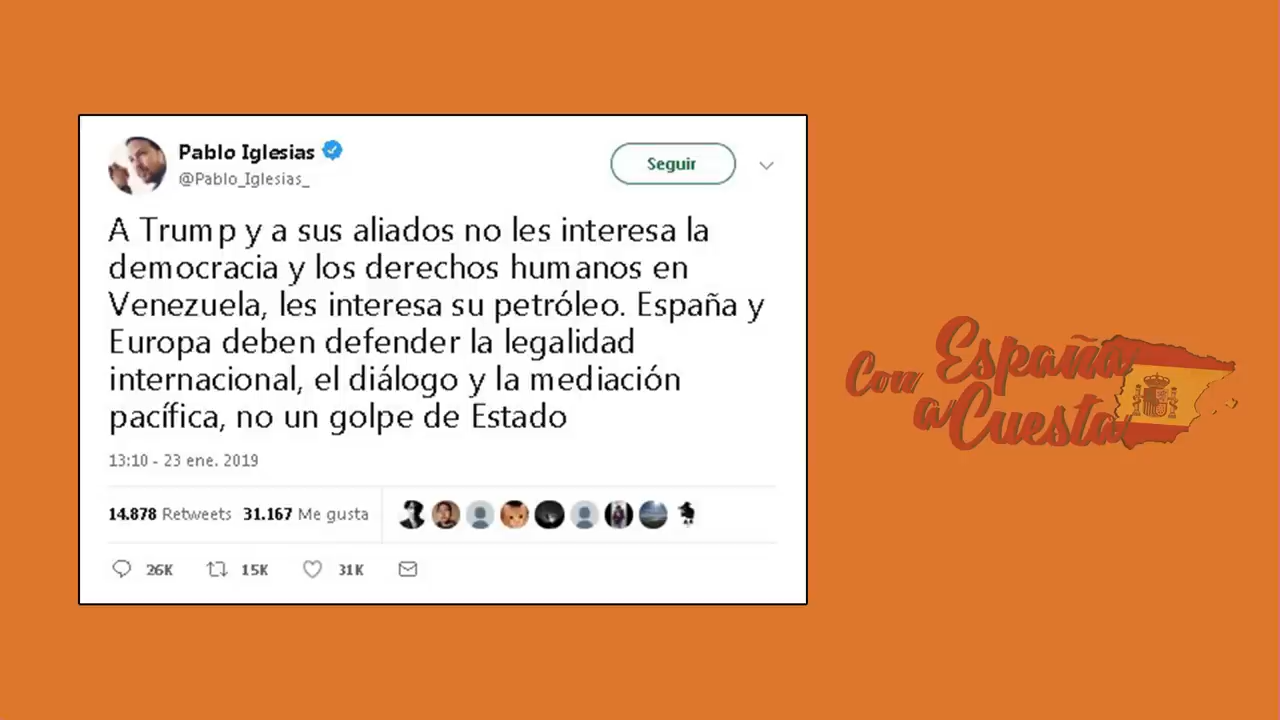 Pablo Iglesias
@Pablo_Iglesias_
Seguir
A Trump y a sus aliados no les interesa la
democracia y los derechos humanos en
Venezuela, les interesa su petróleo. España y
Europa deben defender la legalidad
internacional, el diálogo y la mediación
pacífica, no un golpe de Estado
13:10 - 23 ene. 2019
14.878 Retweets 31.167 Me gusta
26K 15K 31K
Con España
a Cuesta